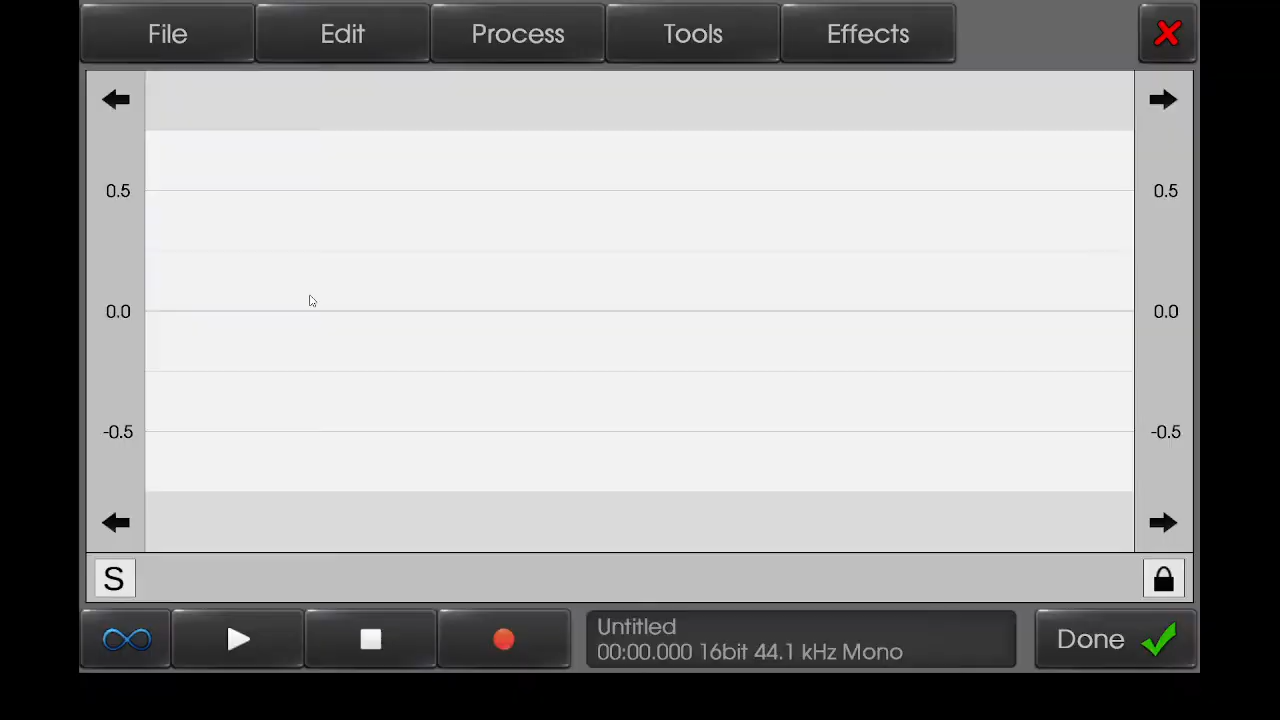 File Edit Process Tools Effects
0.5 0.5
0.0 0.0
-0.5 -0.5
S
Untitled
00:00.000 16bit 44.1 kHz Mono
Done